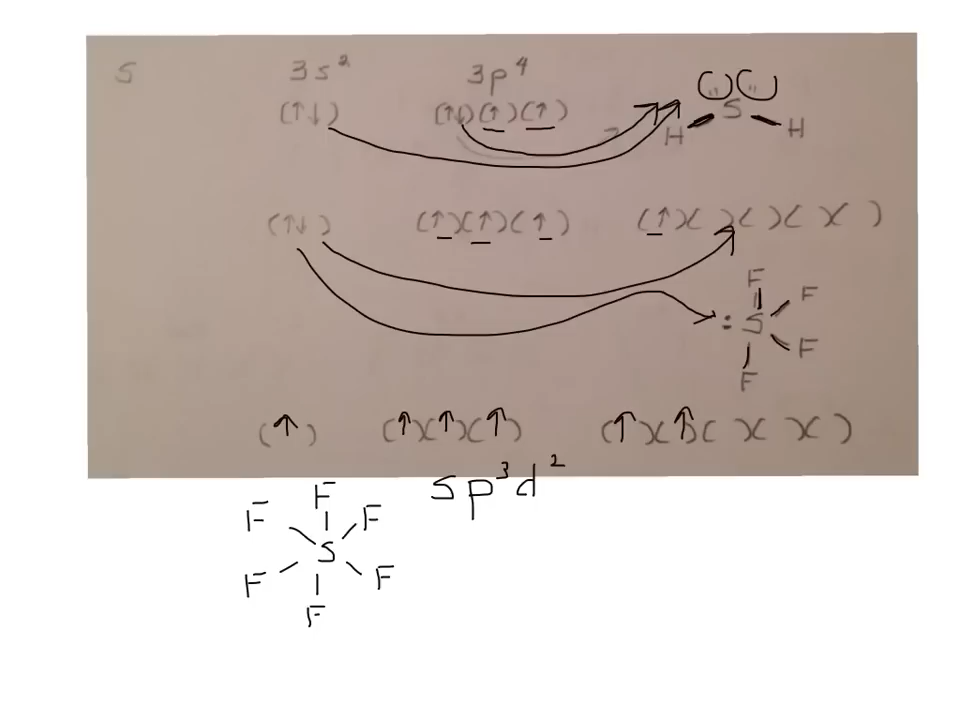 S 3s² 3p⁴
(↑↓) (↑↓)(↑)(↑) S
H H
(↑↓) (↑)(↑)(↑) (↑)( )( )( )( )
F
F
:S
F
F
(↑) (↑)(↑)(↑) (↑)(↑)( )( )( )
sp³d²
F F F
S
F F
F